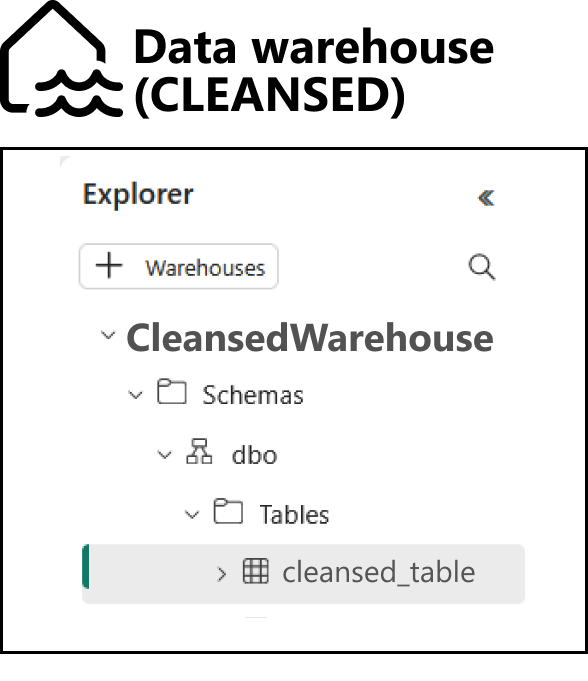 Data warehouse
(CLEANSED)
Explorer
Warehouses
CleansedWarehouse
Schemas
dbo
Tables
cleansed_table